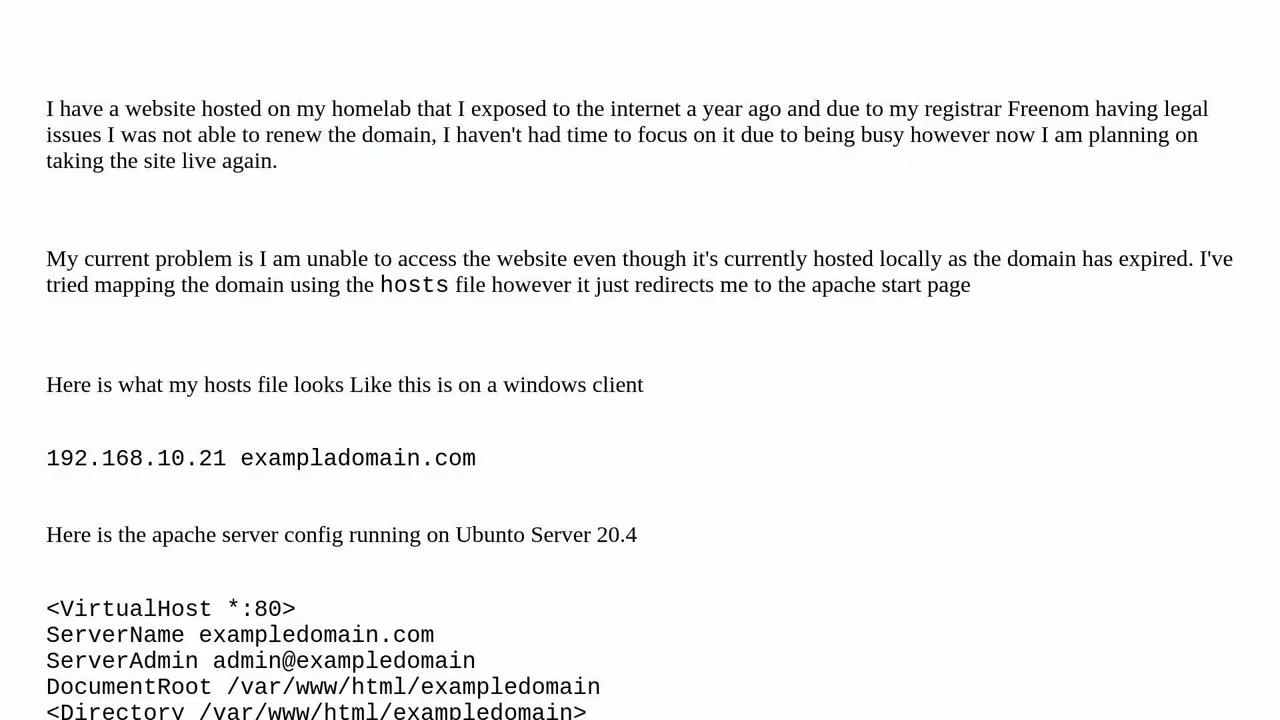 I have a website hosted on my homelab that I exposed to the internet a year ago and due to my registrar Freenom having legal
issues I was not able to renew the domain, I haven't had time to focus on it due to being busy however now I am planning on
taking the site live again.
My current problem is I am unable to access the website even though it's currently hosted locally as the domain has expired. I've
tried mapping the domain using the hosts file however it just redirects me to the apache start page
Here is what my hosts file looks Like this is on a windows client
192.168.10.21 exampladomain.com
Here is the apache server config running on Ubunto Server 20.4
<VirtualHost *:80>
ServerName exampledomain.com
ServerAdmin admin@exampledomain
DocumentRoot /var/www/html/exampledomain
<Directory /var/www/html/exampledomain>